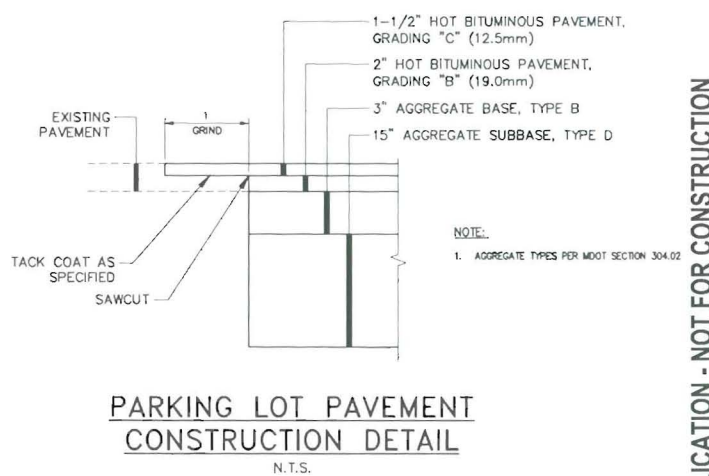 1-1/2" HOT BITUMINOUS PAVEMENT,
GRADING "C" (12.5mm)
2" HOT BITUMINOUS PAVEMENT,
GRADING "B" (19.0mm)
3" AGGREGATE BASE, TYPE B
15" AGGREGATE SUBBASE, TYPE D
EXISTING
PAVEMENT
1
GRIND
TACK COAT AS
SPECIFIED
SAWCUT
NOTE:
1. AGGREGATE TYPES PER MDOT SECTION 304.02
PARKING LOT PAVEMENT
CONSTRUCTION DETAIL
N.T.S.
ICATION - NOT FOR CONSTRUCTION